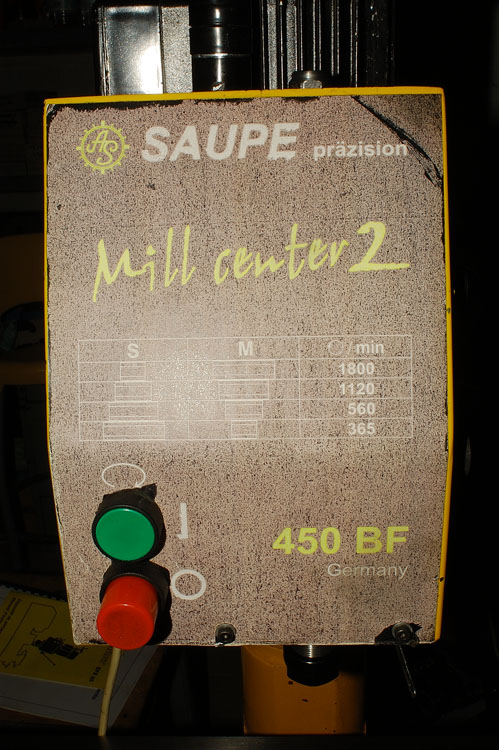 AS SAUPE präzision
Mill center 2
S M /min
1800
1120
560
365
450 BF
Germany